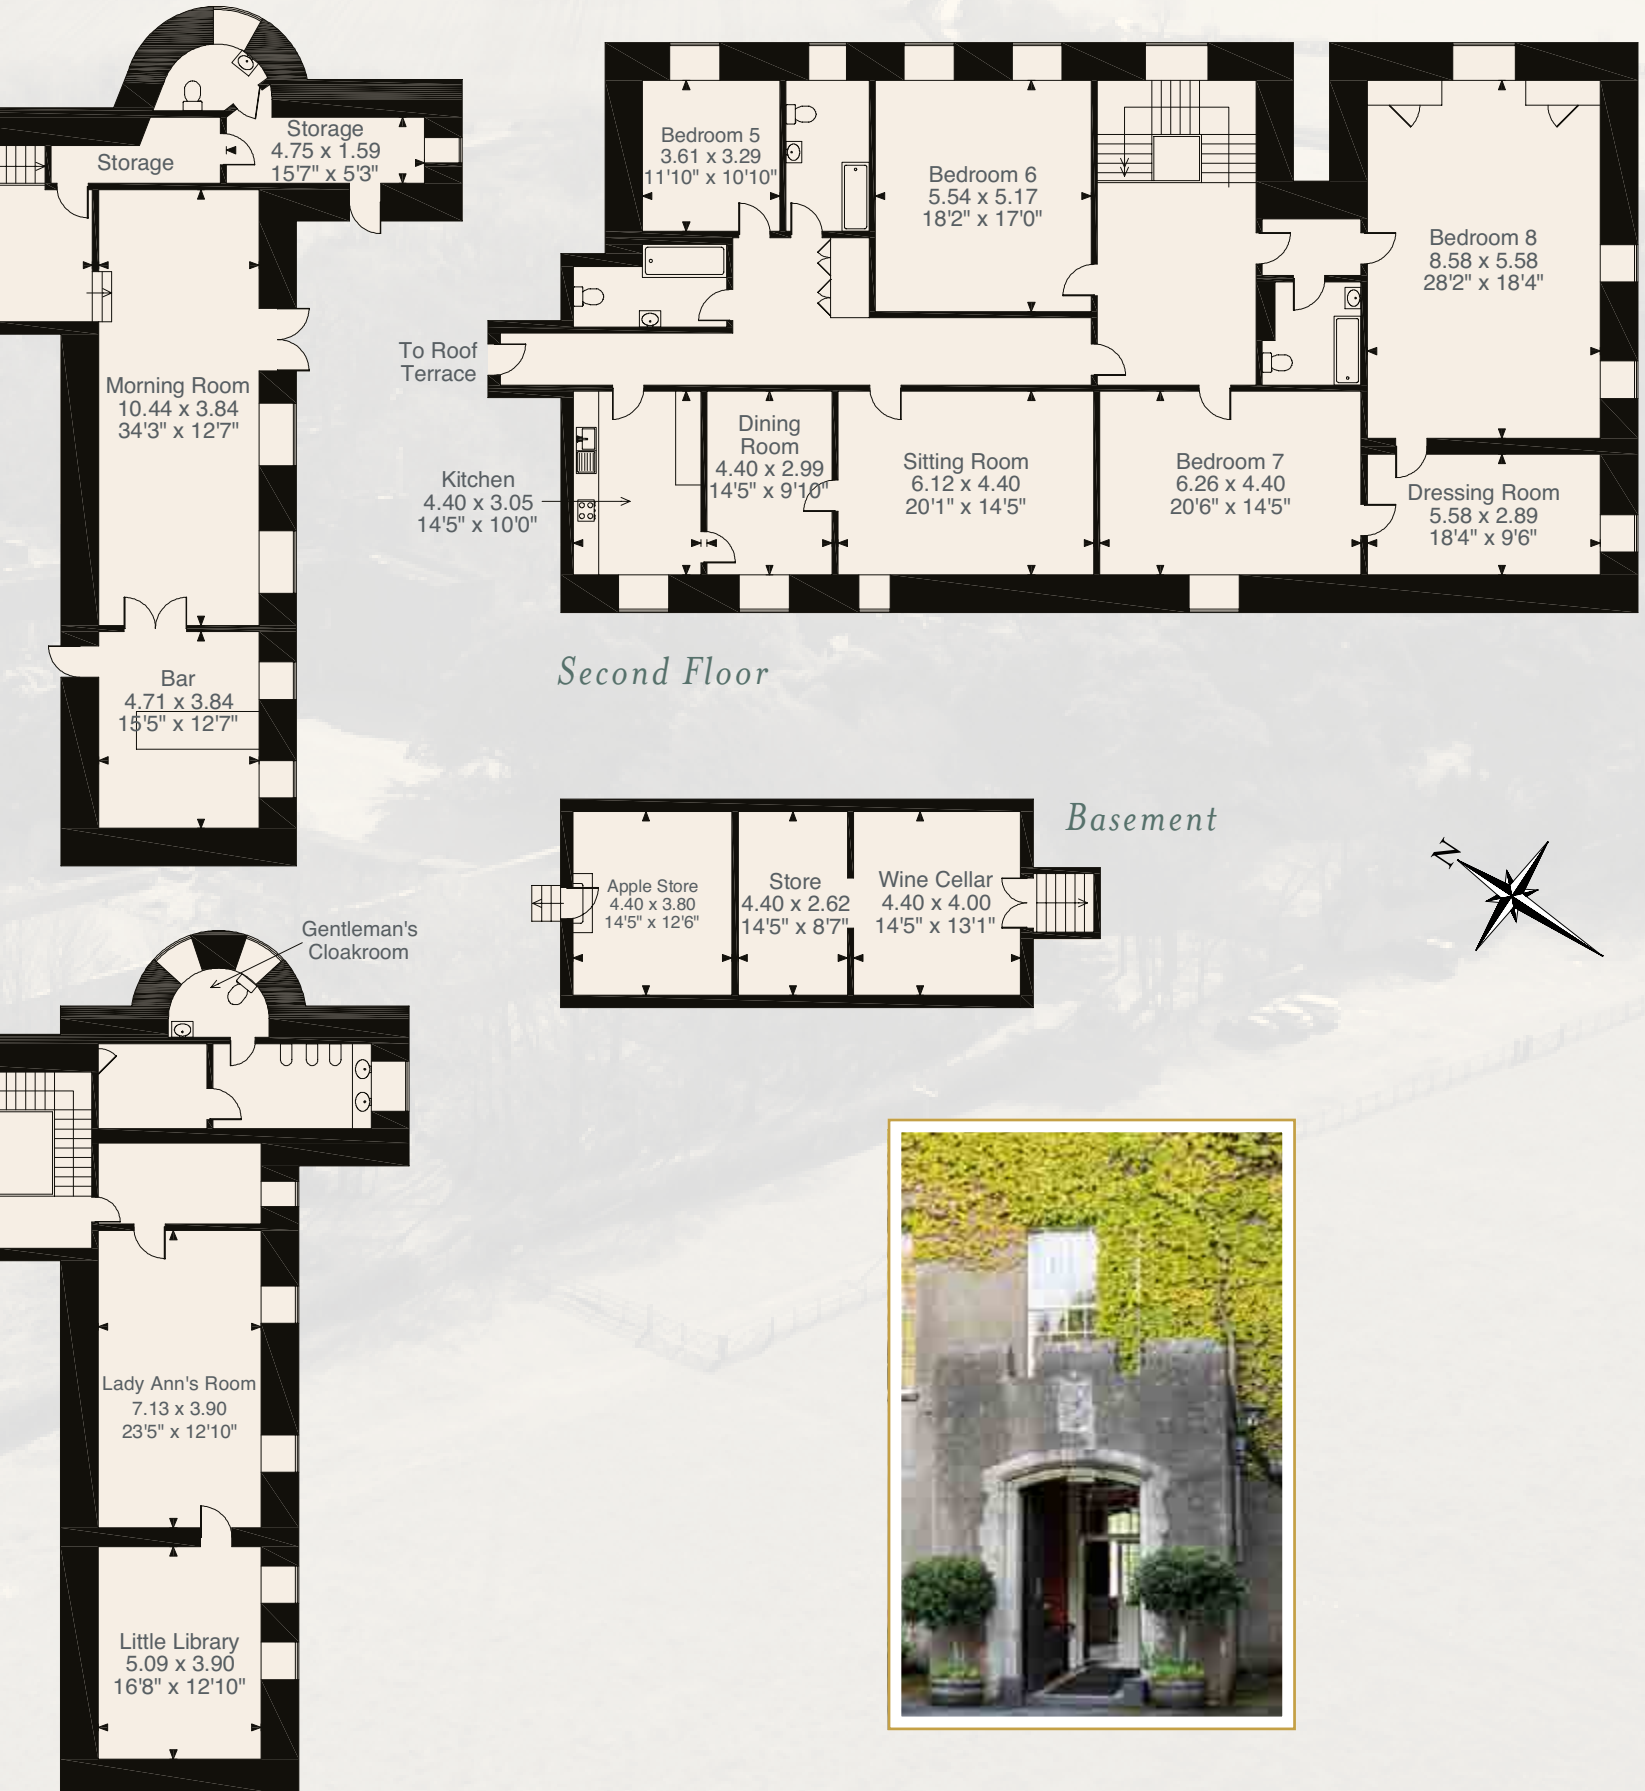 Storage
Storage
4.75 x 1.59
15'7" x 5'3"
Morning Room
10.44 x 3.84
34'3" x 12'7"
Bar
4.71 x 3.84
15'5" x 12'7"
Bedroom 5
3.61 x 3.29
11'10" x 10'10"
Bedroom 6
5.54 x 5.17
18'2" x 17'0"
Bedroom 8
8.58 x 5.58
28'2" x 18'4"
To Roof
Terrace
Kitchen
4.40 x 3.05
14'5" x 10'0"
Dining
Room
4.40 x 2.99
14'5" x 9'10"
Sitting Room
6.12 x 4.40
20'1" x 14'5"
Bedroom 7
6.26 x 4.40
20'6" x 14'5"
Dressing Room
5.58 x 2.89
18'4" x 9'6"
Second Floor
Basement
Apple Store
4.40 x 3.80
14'5" x 12'6"
Store
4.40 x 2.62
14'5" x 8'7"
Wine Cellar
4.40 x 4.00
14'5" x 13'1"
N
Gentleman's
Cloakroom
Lady Ann's Room
7.13 x 3.90
23'5" x 12'10"
Little Library
5.09 x 3.90
16'8" x 12'10"